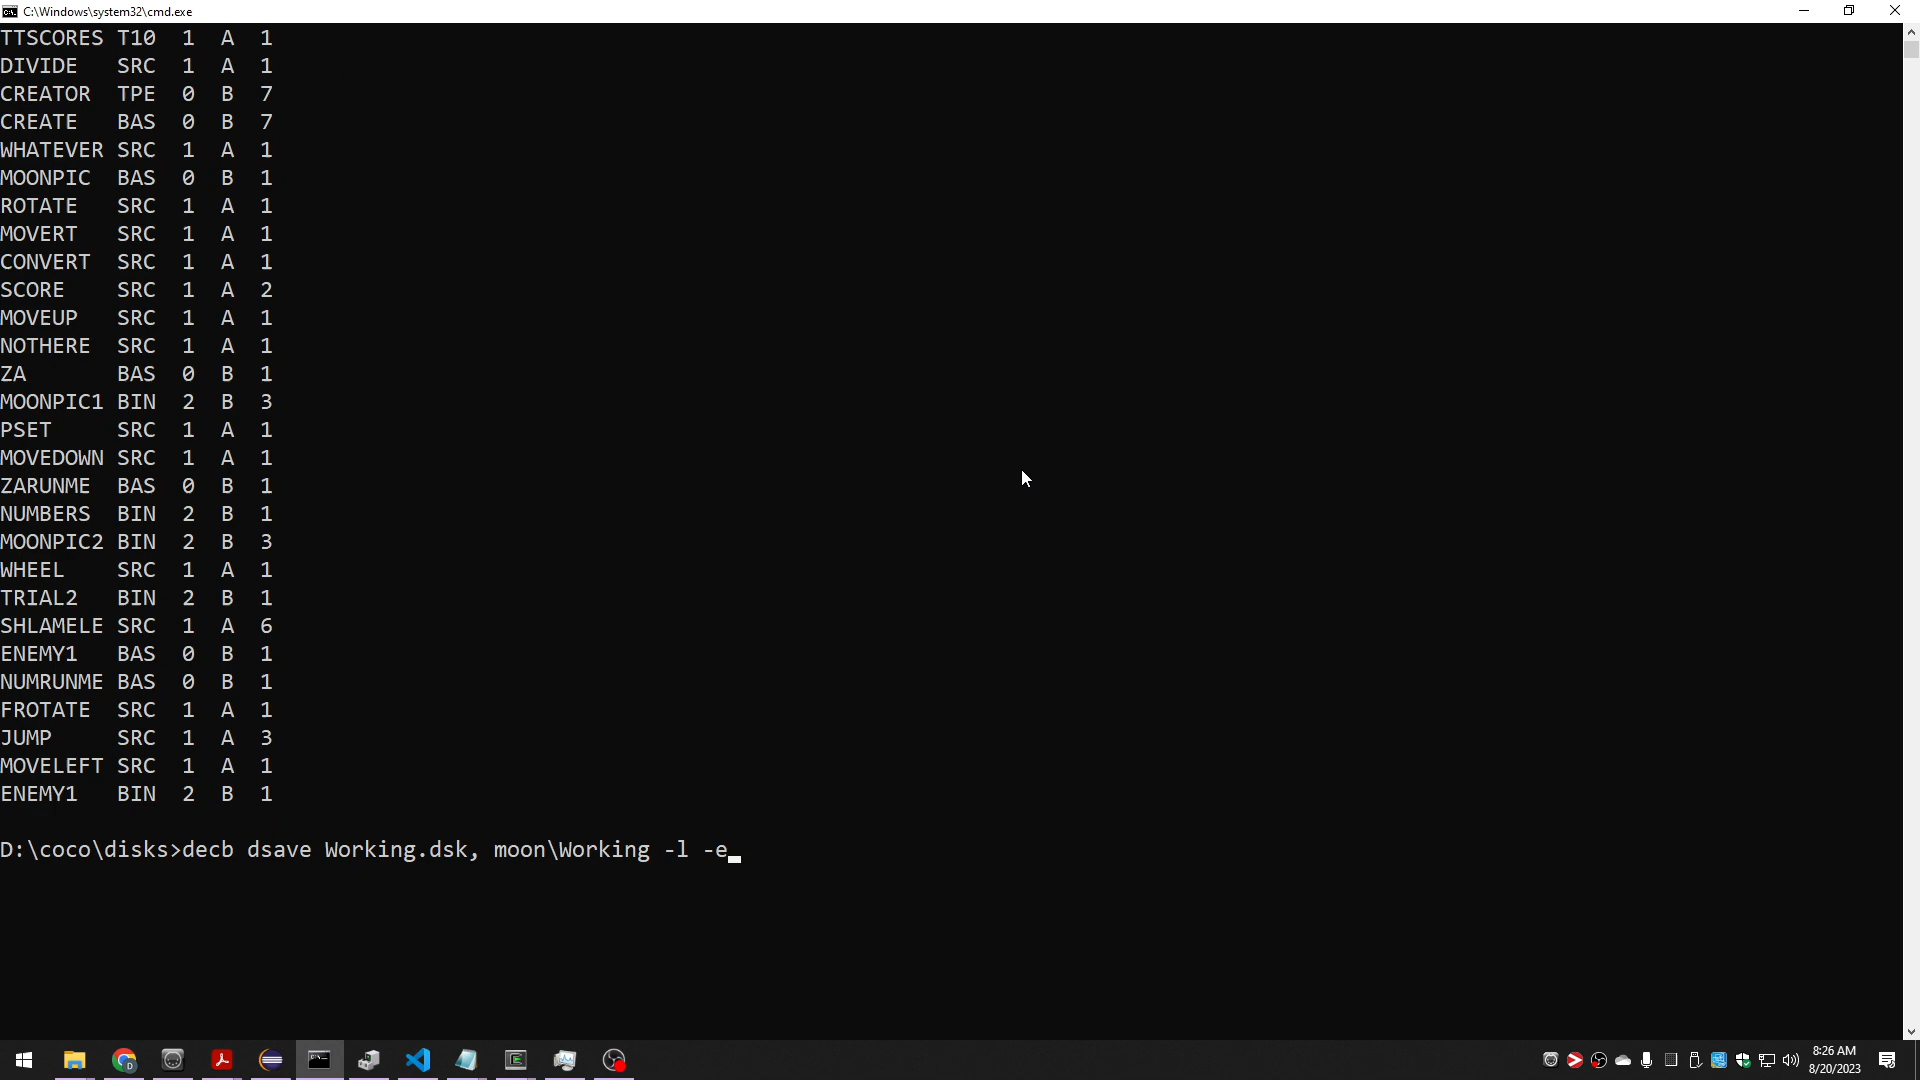 C:\Windows\system32\cmd.exe
TTSCORES T10 1 A 1
DIVIDE SRC 1 A 1
CREATOR TPE 0 B 7
CREATE BAS 0 B 7
WHATEVER SRC 1 A 1
MOONPIC BAS 0 B 1
ROTATE SRC 1 A 1
MOVERT SRC 1 A 1
CONVERT SRC 1 A 1
SCORE SRC 1 A 2
MOVEUP SRC 1 A 1
NOTHERE SRC 1 A 1
ZA BAS 0 B 1
MOONPIC1 BIN 2 B 3
PSET SRC 1 A 1
MOVEDOWN SRC 1 A 1
ZARUNME BAS 0 B 1
NUMBERS BIN 2 B 1
MOONPIC2 BIN 2 B 3
WHEEL SRC 1 A 1
TRIAL2 BIN 2 B 1
SHLAMELE SRC 1 A 6
ENEMY1 BAS 0 B 1
NUMRUNME BAS 0 B 1
FROTATE SRC 1 A 1
JUMP SRC 1 A 3
MOVELEFT SRC 1 A 1
ENEMY1 BIN 2 B 1
D:\coco\disks>decb dsave Working.dsk, moon\Working -l -e
8:26 AM
8/20/2023